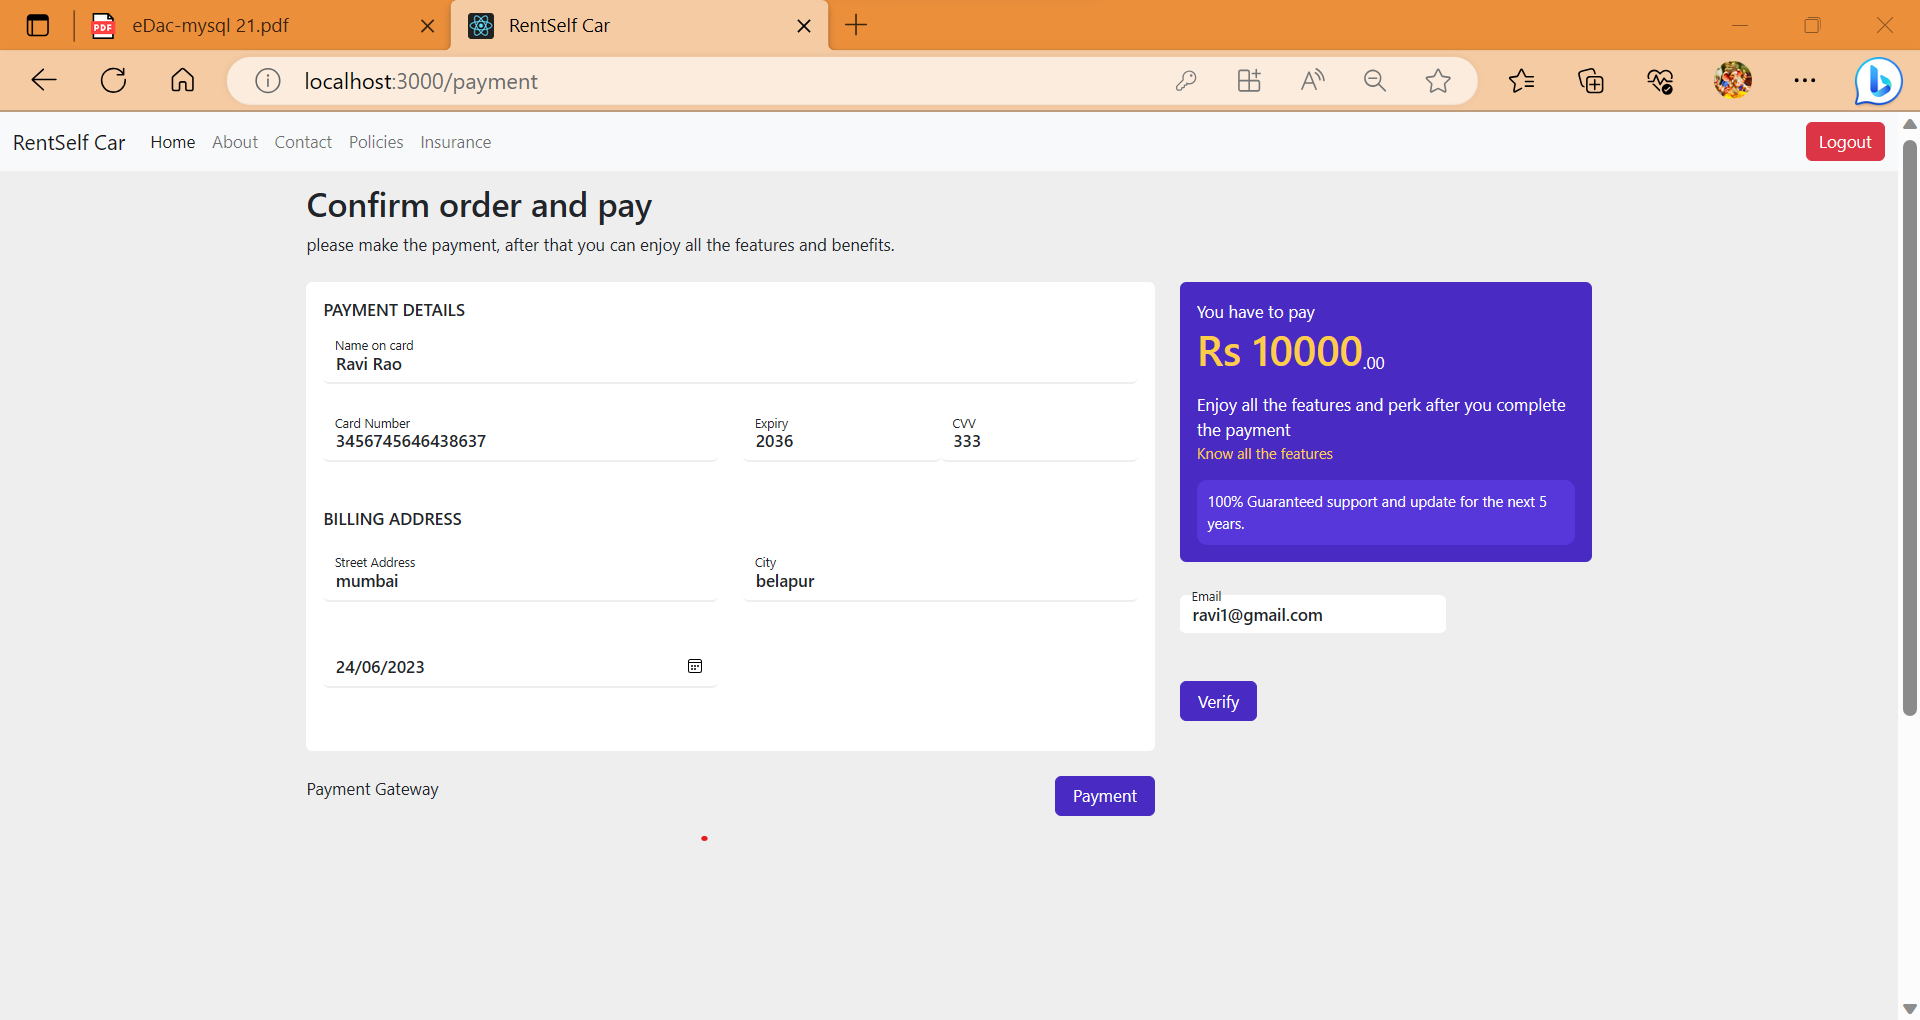 eDac-mysql 21.pdf
RentSelf Car
localhost:3000/payment
RentSelf Car Home About Contact Policies Insurance Logout
Confirm order and pay
please make the payment, after that you can enjoy all the features and benefits.
PAYMENT DETAILS
Name on card
Ravi Rao
Card Number Expiry CVV
3456745646438637 2036 333
BILLING ADDRESS
Street Address City
mumbai belapur
24/06/2023
Payment Gateway Payment
You have to pay
Rs 10000.00
Enjoy all the features and perk after you complete
the payment
Know all the features
100% Guaranteed support and update for the next 5
years.
Email
ravi1@gmail.com
Verify